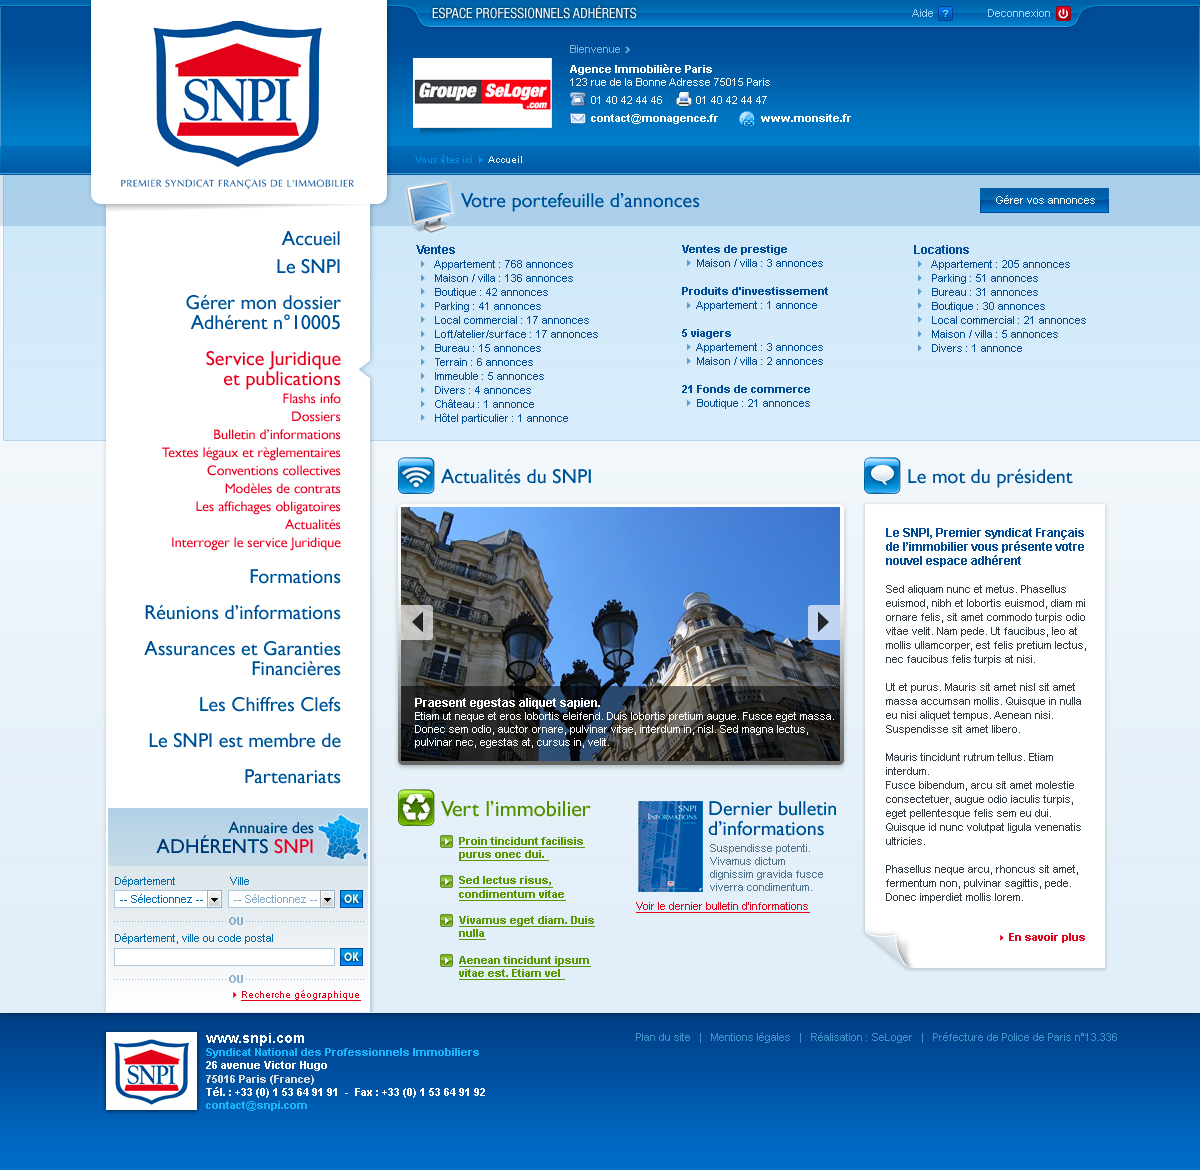 ESPACE PROFESSIONNELS ADHÉRENTS
Aide ?
Deconnexion
SNPI
PREMIER SYNDICAT FRANÇAIS DE L'IMMOBILIER
Groupe SeLoger .com
Bienvenue
Agence Immobilière Paris
123 rue de la Bonne Adresse 75015 Paris
01 40 42 44 46 01 40 42 44 47
contact@monagence.fr www.monsite.fr
Vous êtes ici Accueil
Accueil
Le SNPI
Gérer mon dossier
Adhérent n°10005
Service Juridique
et publications
Flashs info
Dossiers
Bulletin d'informations
Textes légaux et règlementaires
Conventions collectives
Modèles de contrats
Les affichages obligatoires
Actualités
Interroger le service Juridique
Formations
Réunions d'informations
Assurances et Garanties
Financières
Les Chiffres Clefs
Le SNPI est membre de
Partenariats
Annuaire des
ADHÉRENTS SNPI
Département Ville
-- Sélectionnez -- -- Sélectionnez -- OK
OU
Département, ville ou code postal
OK
OU
Recherche géographique
Votre portefeuille d'annonces
Gérer vos annonces
Ventes
Appartement : 768 annonces
Maison / villa : 136 annonces
Boutique : 42 annonces
Parking : 41 annonces
Local commercial : 17 annonces
Loft/atelier/surface : 17 annonces
Bureau : 15 annonces
Terrain : 6 annonces
Immeuble : 5 annonces
Divers : 4 annonces
Château : 1 annonce
Hôtel particulier : 1 annonce
Ventes de prestige
Maison / villa : 3 annonces
Produits d'investissement
Appartement : 1 annonce
5 viagers
Appartement : 3 annonces
Maison / villa : 2 annonces
21 Fonds de commerce
Boutique : 21 annonces
Locations
Appartement : 205 annonces
Parking : 51 annonces
Bureau : 31 annonces
Boutique : 30 annonces
Local commercial : 21 annonces
Maison / villa : 5 annonces
Divers : 1 annonce
Actualités du SNPI
Praesent egestas aliquet sapien.
Etiam ut neque et eros lobortis eleifend. Duis lobortis pretium augue. Fusce eget massa.
Donec sem odio, auctor ornare, pulvinar vitae, interdum in, nisl. Sed magna lectus,
pulvinar nec, egestas at, cursus in, velit.
Vert l'immobilier
Proin tincidunt facilisis
purus onec dui.
Sed lectus risus,
condimentum vitae
Vivamus eget diam. Duis
nulla
Aenean tincidunt ipsum
vitae est. Etiam vel
SNPI
INFORMATIONS
Dernier bulletin
d'informations
Suspendisse potenti.
Vivamus dictum
dignissim gravida fusce
viverra condimentum.
Voir le dernier bulletin d'informations
Le mot du président
Le SNPI, Premier syndicat Français
de l'immobilier vous présente votre
nouvel espace adhérent
Sed aliquam nunc et metus. Phasellus
euismod, nibh et lobortis euismod, diam mi
ornare felis, sit amet commodo turpis odio
vitae velit. Nam pede. Ut faucibus, leo at
mollis ullamcorper, est felis pretium lectus,
nec faucibus felis turpis at nisi.
Ut et purus. Mauris sit amet nisl sit amet
massa accumsan mollis. Quisque in nulla
eu nisi aliquet tempus. Aenean nisi.
Suspendisse sit amet libero.
Mauris tincidunt rutrum tellus. Etiam
interdum.
Fusce bibendum, arcu sit amet molestie
consectetuer, augue odio iaculis turpis,
eget pellentesque felis sem eu dui.
Quisque id nunc volutpat ligula venenatis
ultricies.
Phasellus neque arcu, rhoncus sit amet,
fermentum non, pulvinar sagittis, pede.
Donec imperdiet mollis lorem.
En savoir plus
SNPI
www.snpi.com
Syndicat National des Professionnels Immobiliers
26 avenue Victor Hugo
75016 Paris (France)
Tél. : +33 (0) 1 53 64 91 91 - Fax : +33 (0) 1 53 64 91 92
contact@snpi.com
Plan du site | Mentions légales | Réalisation : SeLoger | Préfecture de Police de Paris n°13.336